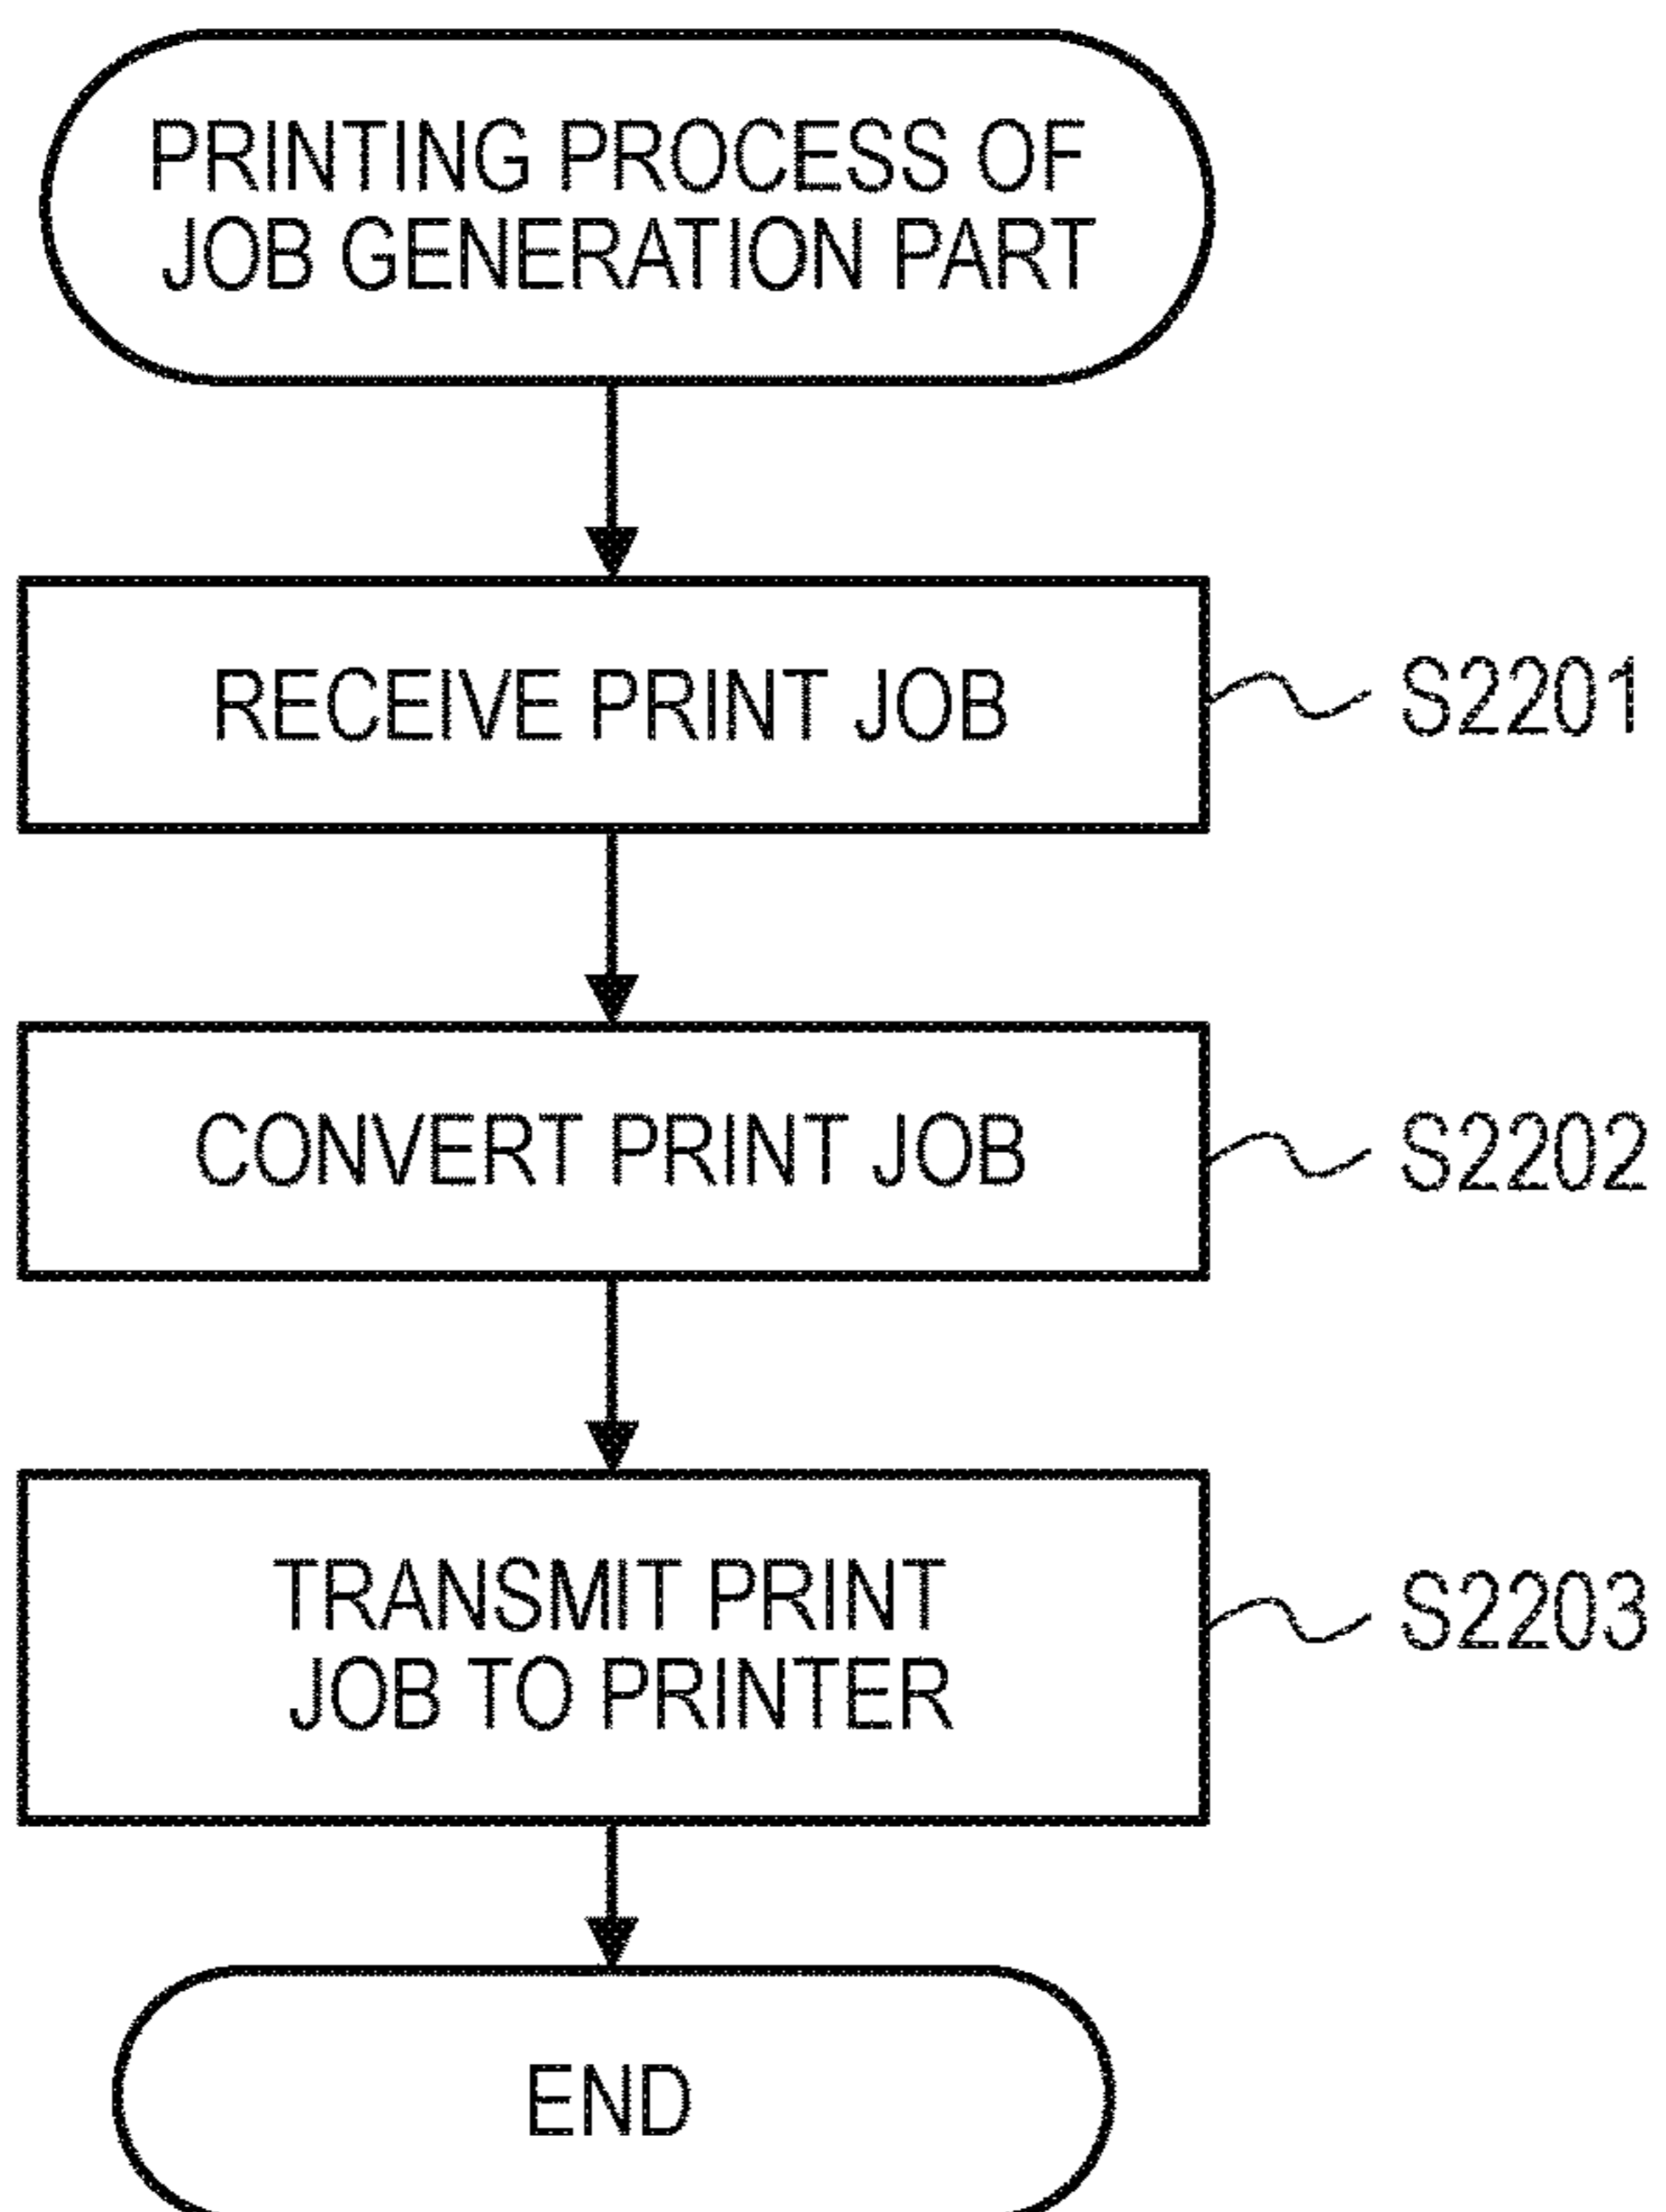 PRINTING PROCESS OF
JOB GENERATION PART
RECEIVE PRINT JOB
S2201
CONVERT PRINT JOB
S2202
TRANSMIT PRINT
JOB TO PRINTER
S2203
END